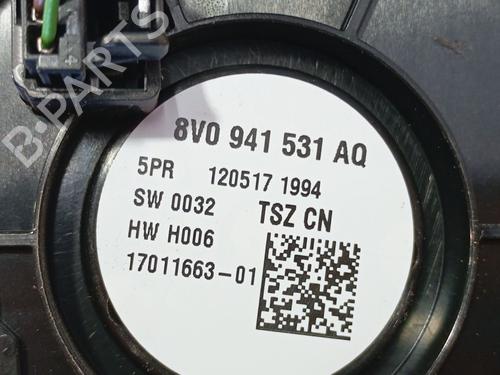 B-PARTS
8V0 941 531 AQ
5PR 120517 1994
SW 0032 TSZ CN
HW H006
17011663-01